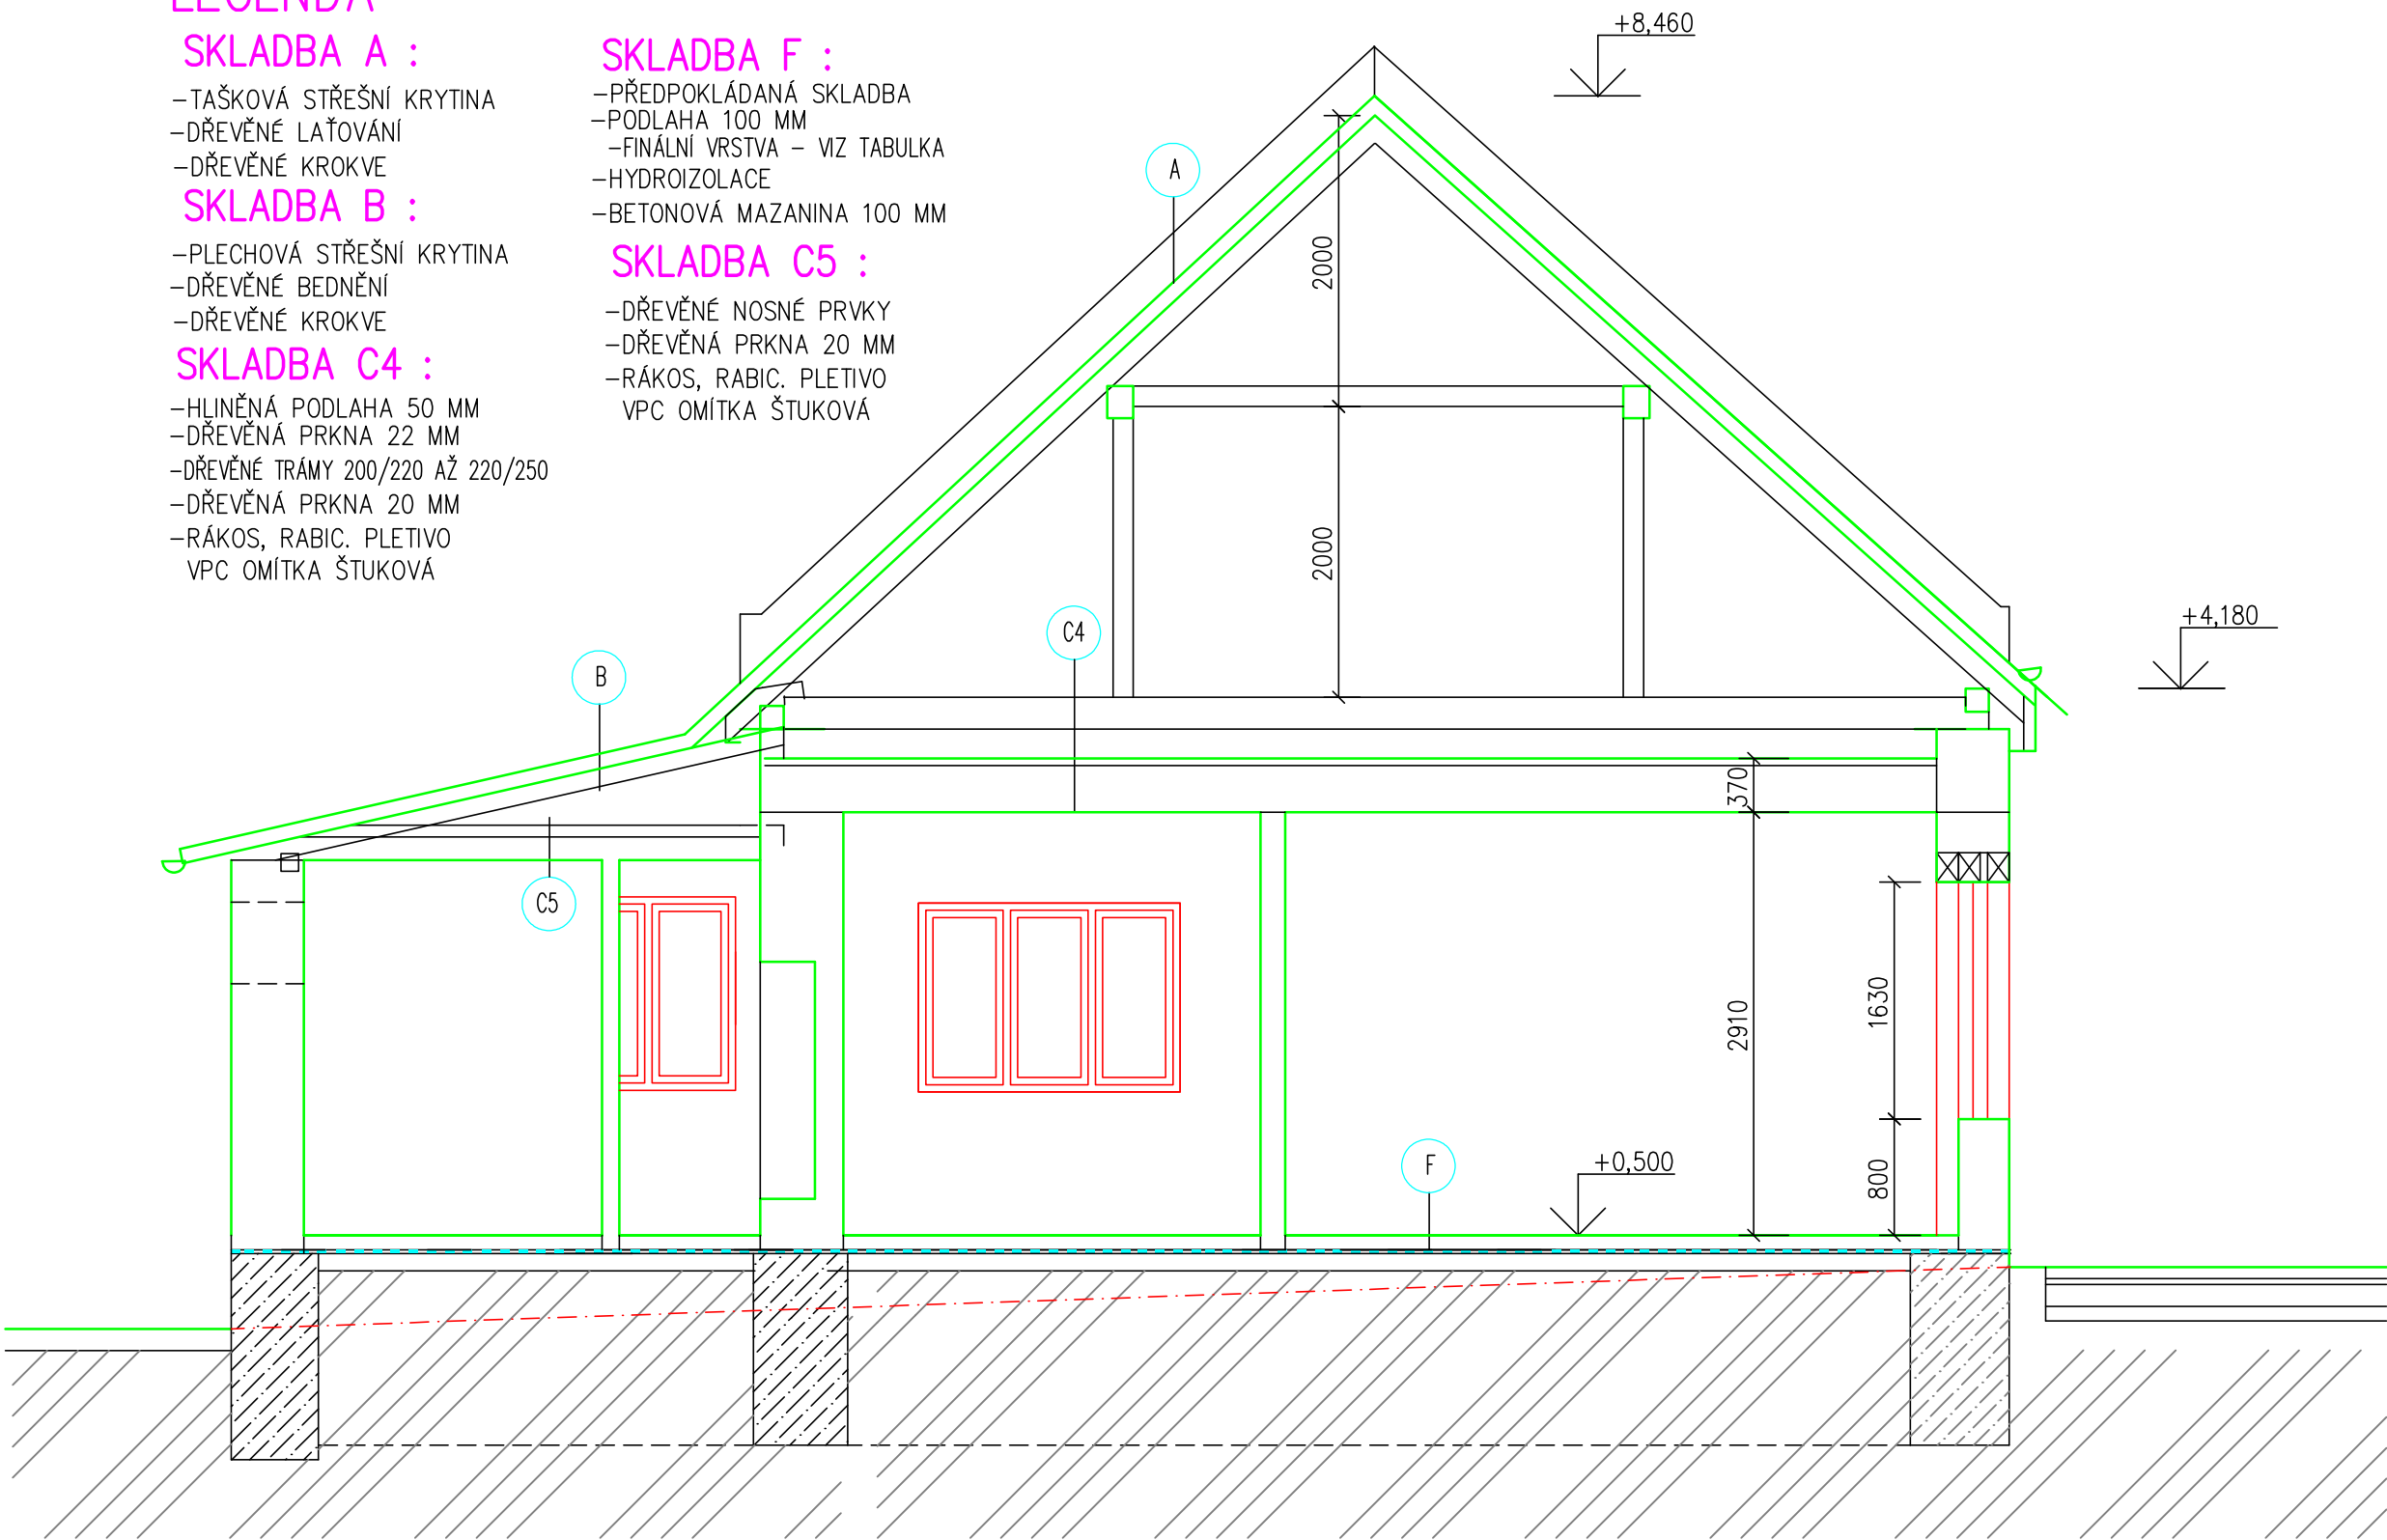 LEGENDA
SKLADBA A :
-TAŠKOVÁ STŘEŠNÍ KRYTINA
-DŘEVĚNÉ LAŤOVÁNÍ
-DŘEVĚNÉ KROKVE
SKLADBA B :
-PLECHOVÁ STŘEŠNÍ KRYTINA
-DŘEVĚNÉ BEDNĚNÍ
-DŘEVĚNÉ KROKVE
SKLADBA C4 :
-HLINĚNÁ PODLAHA 50 MM
-DŘEVĚNÁ PRKNA 22 MM
-DŘEVĚNÉ TRÁMY 200/220 AŽ 220/250
-DŘEVĚNÁ PRKNA 20 MM
-RÁKOS, RABIC. PLETIVO
VPC OMÍTKA ŠTUKOVÁ
SKLADBA F :
-PŘEDPOKLÁDANÁ SKLADBA
-PODLAHA 100 MM
-FINÁLNÍ VRSTVA - VIZ TABULKA
-HYDROIZOLACE
-BETONOVÁ MAZANINA 100 MM
SKLADBA C5 :
-DŘEVĚNÉ NOSNÉ PRVKY
-DŘEVĚNÁ PRKNA 20 MM
-RÁKOS, RABIC. PLETIVO
VPC OMÍTKA ŠTUKOVÁ
+8,460
A
2000
2000
C4
+4,180
B
370
C5
2910
1630
F
+0,500
800